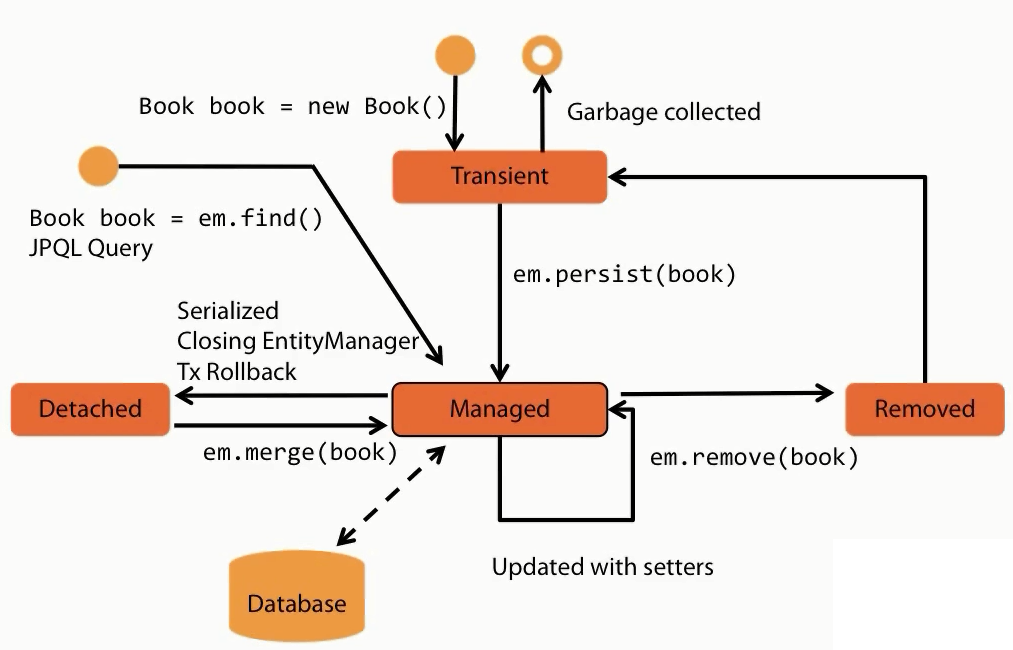 Book book = new Book()
Garbage collected
Transient
Book book = em.find()
JPQL Query
em.persist(book)
Serialized
Closing EntityManager
Tx Rollback
Detached
Managed
Removed
em.merge(book)
em.remove(book)
Updated with setters
Database